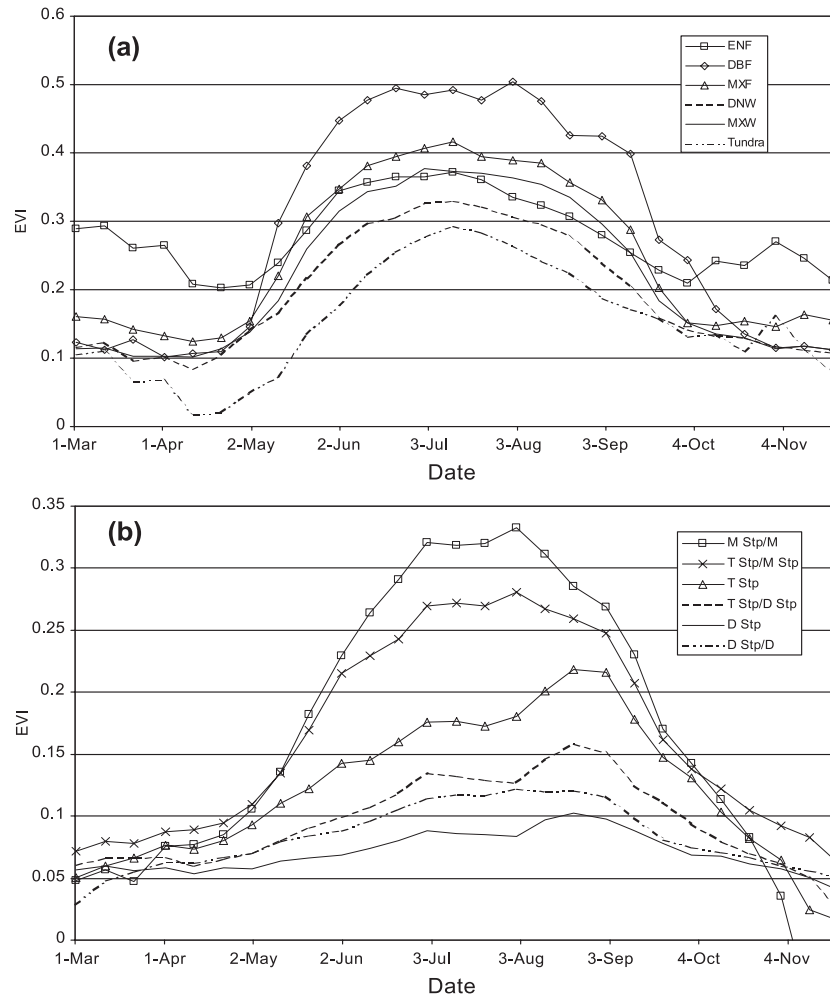 (a)
0.6
0.5
0.4
0.3
0.2
0.1
0
EVI
ENF
DBF
MXF
DNW
MXW
Tundra
1-Mar 1-Apr 2-May 2-Jun 3-Jul 3-Aug 3-Sep 4-Oct 4-Nov
Date
(b)
0.35
0.3
0.25
0.2
0.15
0.1
0.05
0
EVI
M Stp/M
T Stp/M Stp
T Stp
T Stp/D Stp
D Stp
D Stp/D
1-Mar 1-Apr 2-May 2-Jun 3-Jul 3-Aug 3-Sep 4-Oct 4-Nov
Date